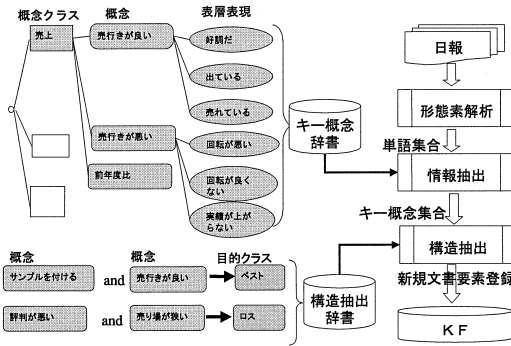 概念クラス
概念
表層表現
売上
売行きが良い
好調だ
出ている
売れている
売行きが悪い
回転が悪い
前年度比
回転が良く
ない
実績が上が
らない
キー概念
辞書
日報
形態素解析
単語集合
情報抽出
キー概念集合
構造抽出
新規文書要素登録
KF
概念
概念
目的クラス
サンプルを付ける
and
売行きが良い
ベスト
評判が悪い
and
売り場が狭い
ロス
構造抽出
辞書